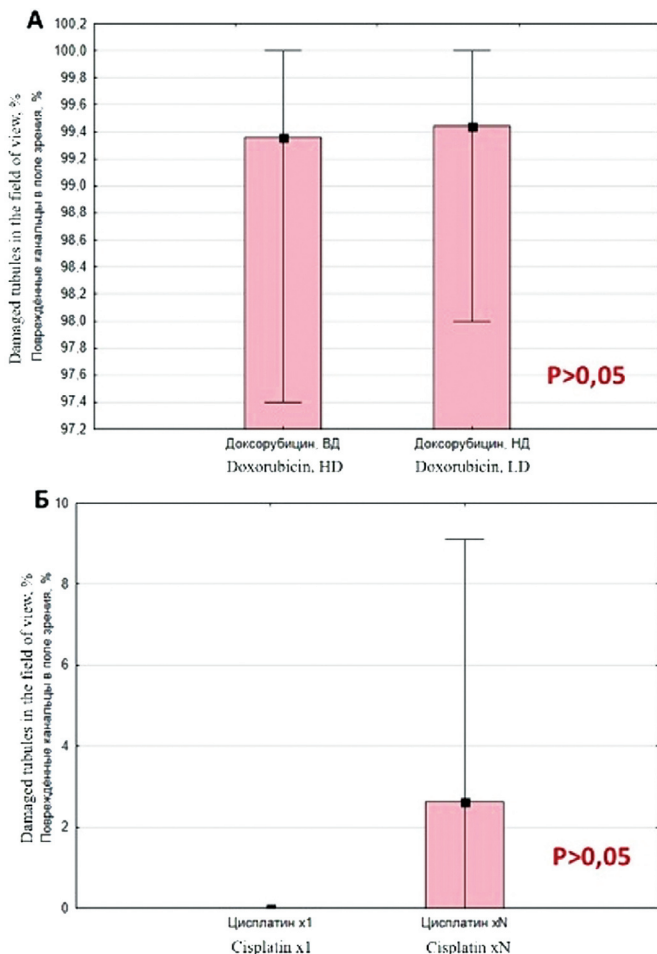 А
Damaged tubules in the field of view, %
Повреждённые канальцы в поле зрения, %
100.2
100.0
99.8
99.6
99.4
99.2
99.0
98.8
98.6
98.4
98.2
98.0
97.8
97.6
97.4
97.2
P>0,05
Доксорубицин, ВД
Доксорубицин, НД
Doxorubicin, HD
Doxorubicin, LD
Б
Damaged tubules in the field of view, %
Повреждённые канальцы в поле зрения, %
10
8
6
4
2
0
P>0,05
Цисплатин x1
Цисплатин xN
Cisplatin x1
Cisplatin xN